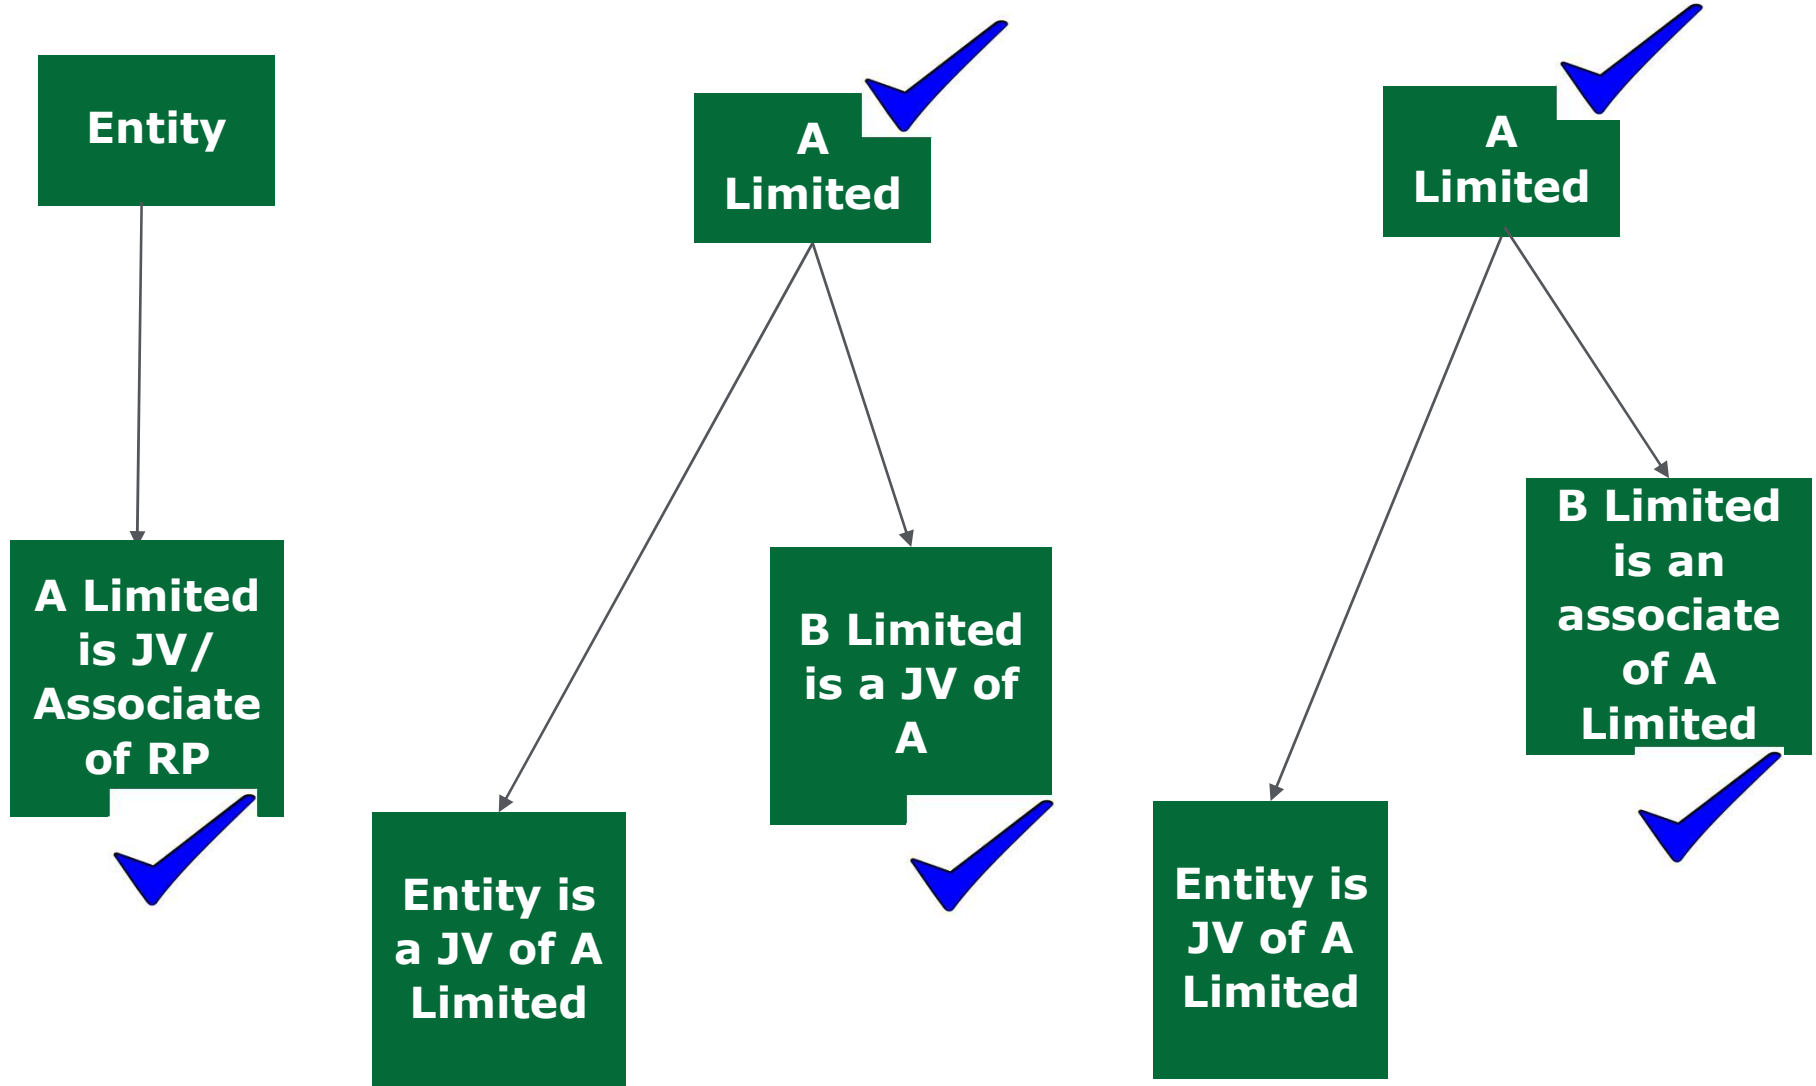 Entity
A Limited
is JV/
Associate
of RP
A
Limited
Entity is
a JV of A
Limited
B Limited
is a JV of
A
A
Limited
Entity is
JV of A
Limited
B Limited
is an
associate
of A
Limited